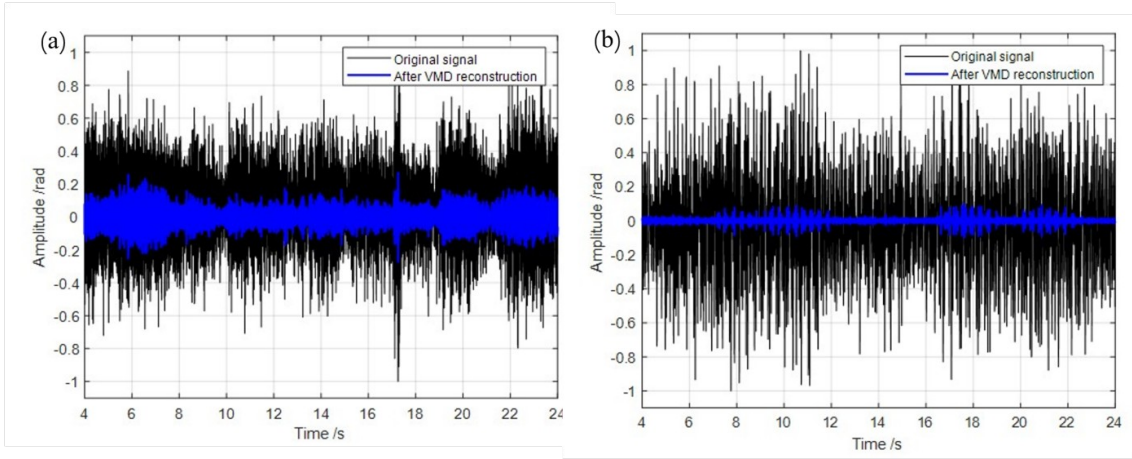 (a)
Original signal
After VMD reconstruction
1
0.8
0.6
0.4
0.2
0
-0.2
-0.4
-0.6
-0.8
-1
Amplitude /rad
4 6 8 10 12 14 16 18 20 22 24
Time /s
(b)
Original signal
After VMD reconstruction
1
0.8
0.6
0.4
0.2
0
-0.2
-0.4
-0.6
-0.8
-1
Amplitude /rad
4 6 8 10 12 14 16 18 20 22 24
Time /s